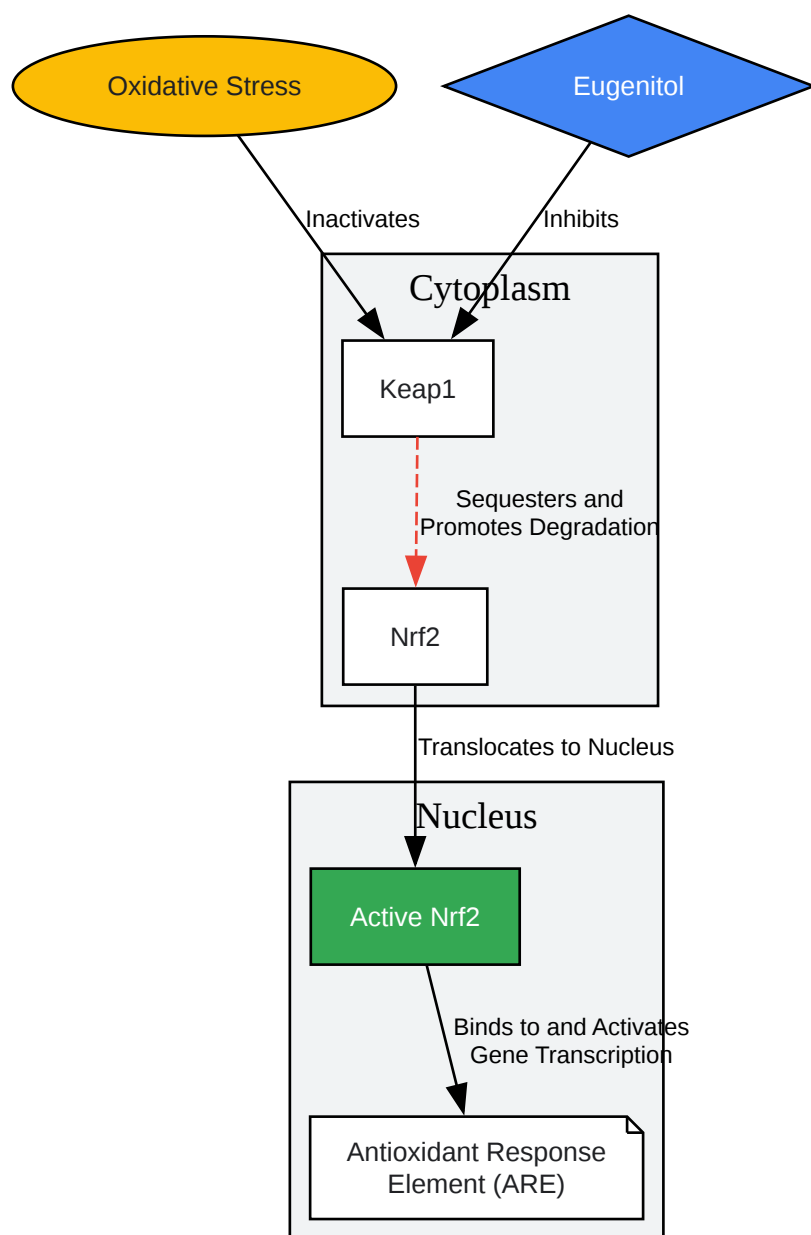 Oxidative Stress
Eugenitol
Inactivates
Inhibits
Cytoplasm
Keap1
Sequesters and
Promotes Degradation
Nrf2
Translocates to Nucleus
Nucleus
Active Nrf2
Binds to and Activates
Gene Transcription
Antioxidant Response
Element (ARE)